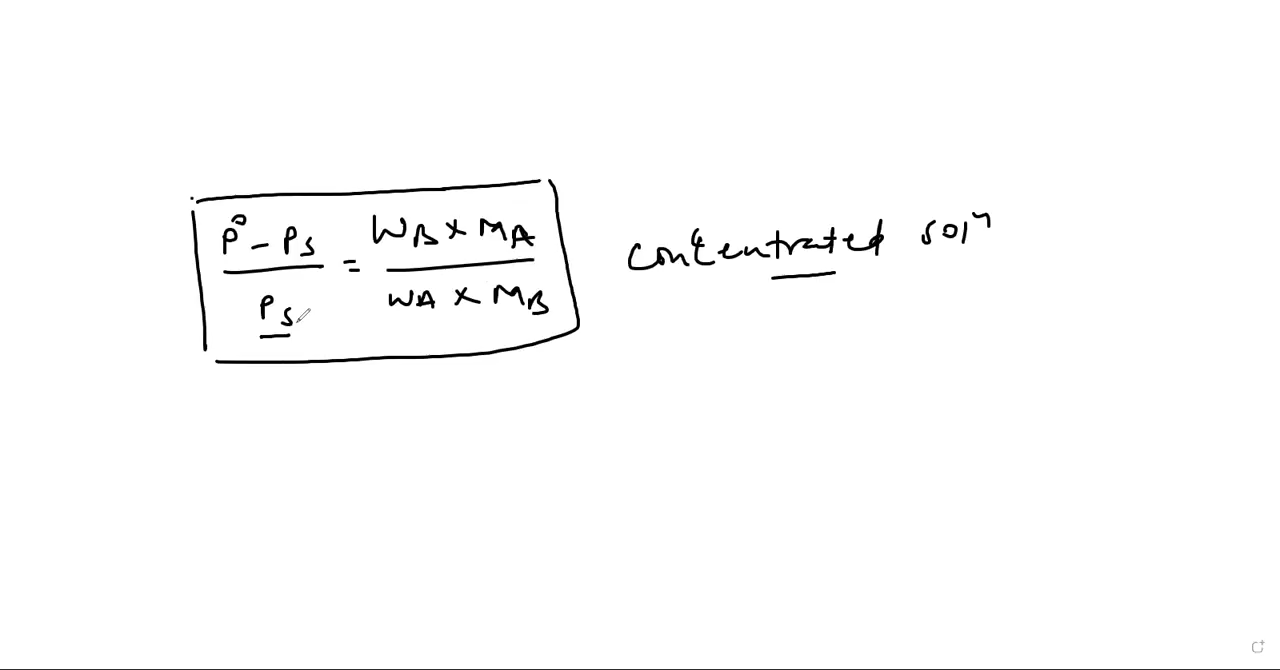 P° - Ps / Ps = WB x MA / WA x MB
concentrated solⁿ